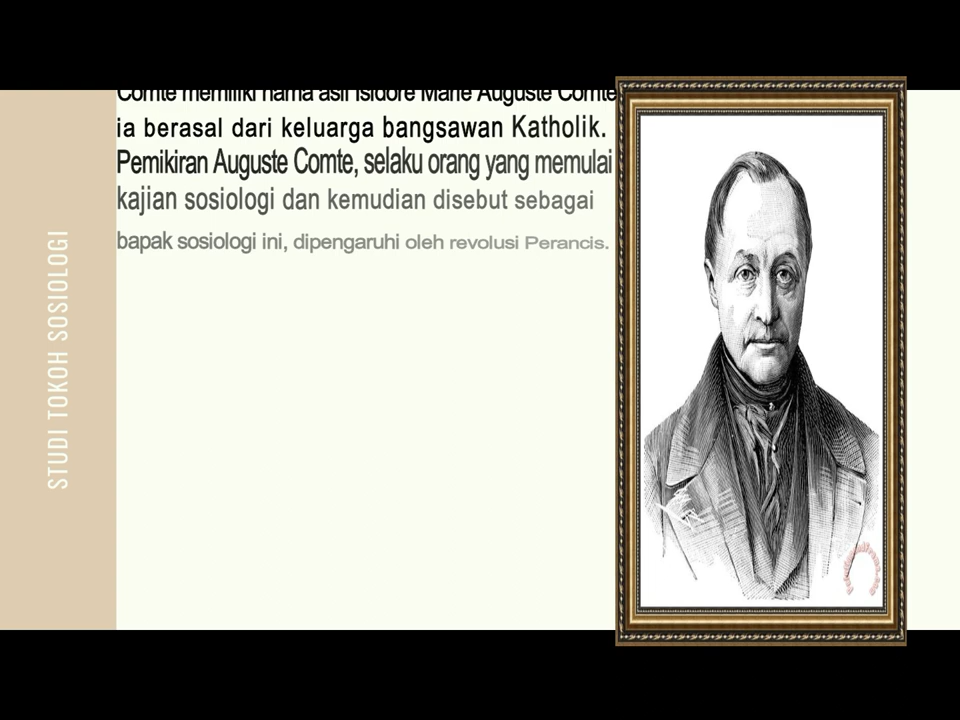 STUDI TOKOH SOSIOLOGI
Comte memiliki nama asli Isidore Marie Auguste Comte
ia berasal dari keluarga bangsawan Katholik.
Pemikiran Auguste Comte, selaku orang yang memulai
kajian sosiologi dan kemudian disebut sebagai
bapak sosiologi ini, dipengaruhi oleh revolusi Perancis.